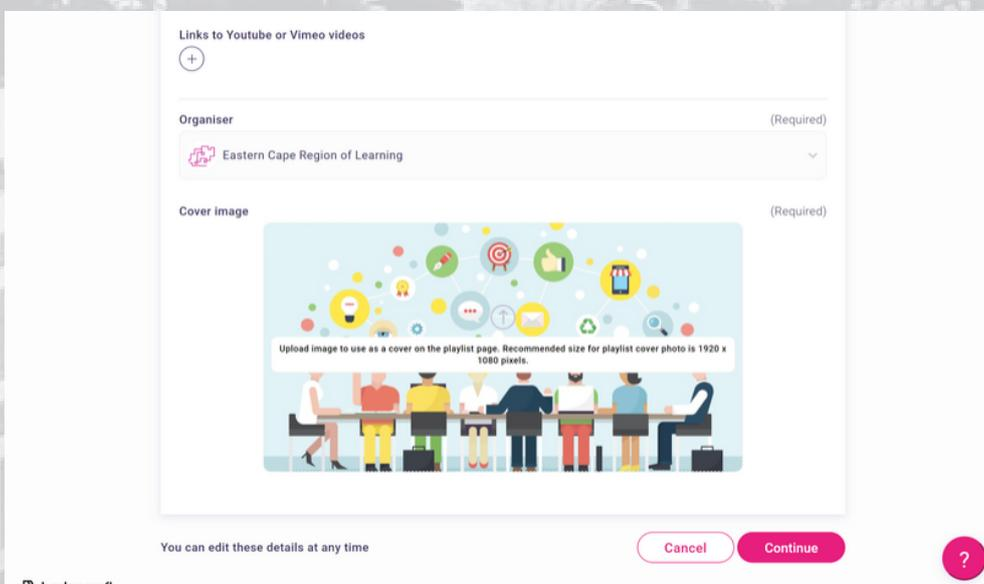 Links to Youtube or Vimeo videos
+
Organiser (Required)
Eastern Cape Region of Learning
Cover image (Required)
Upload image to use as a cover on the playlist page. Recommended size for playlist cover photo is 1920 x
1080 pixels.
You can edit these details at any time
Cancel
Continue
?